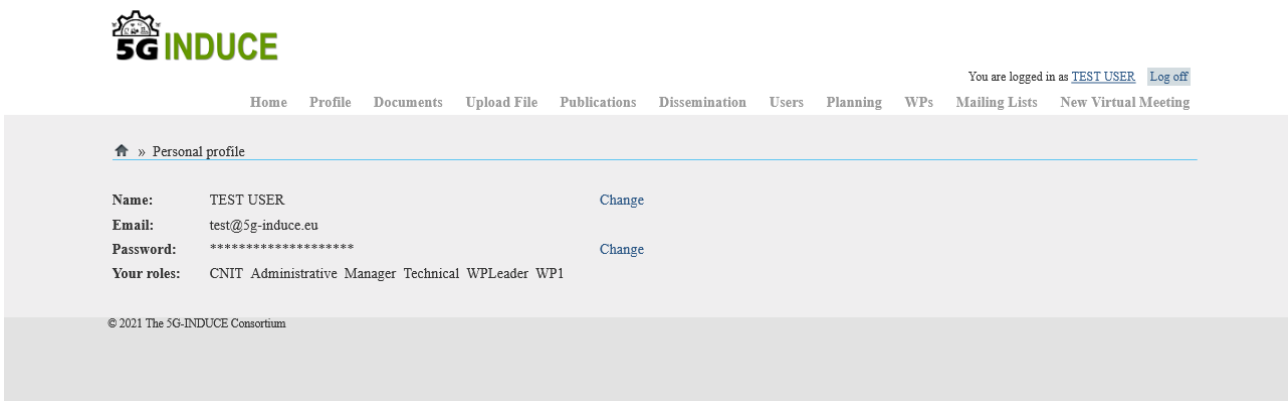 5G INDUCE
You are logged in as TEST USER Log off
Home Profile Documents Upload File Publications Dissemination Users Planning WPs Mailing Lists New Virtual Meeting
» Personal profile
Name: TEST USER Change
Email: test@5g-induce.eu
Password: ******************** Change
Your roles: CNIT Administrative Manager Technical WPLeader WP1
© 2021 The 5G-INDUCE Consortium